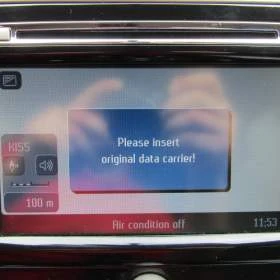 KISS
Please insert
original data carrier!
100 m
Air condition off
11:53